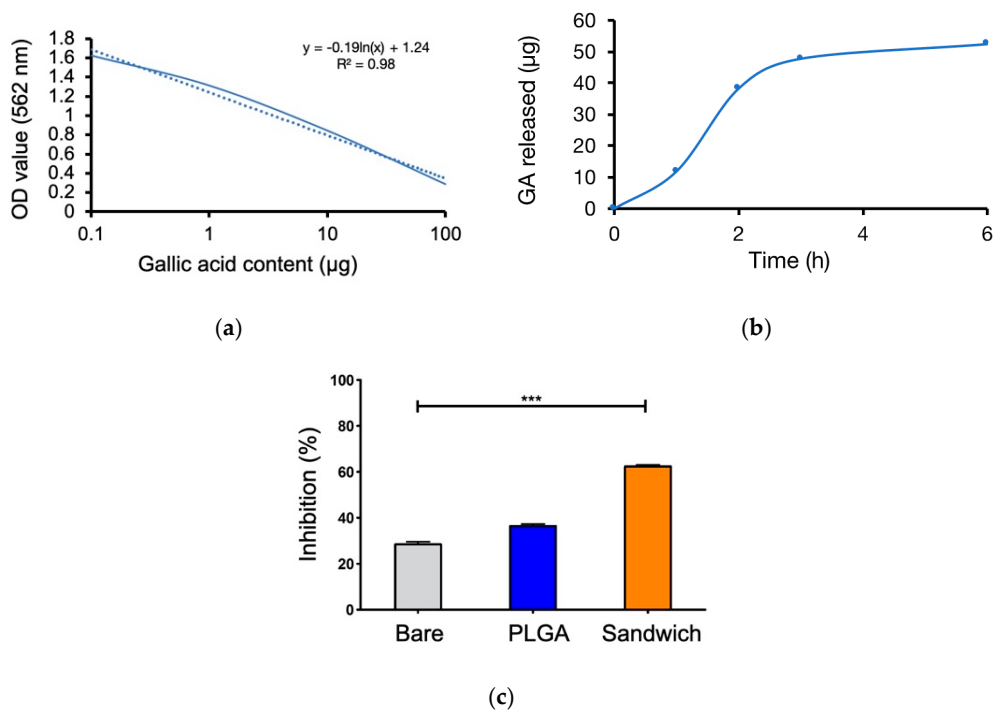 y = -0.19ln(x) + 1.24
R² = 0.98
OD value (562 nm)
1.8
1.6
1.4
1.2
1
0.8
0.6
0.4
0.2
0
0.1
1
10
100
Gallic acid content (µg)
(a)
GA released (µg)
60
50
40
30
20
10
0
0
2
4
6
Time (h)
(b)
Inhibition (%)
100
80
60
40
20
0
***
Bare
PLGA
Sandwich
(c)